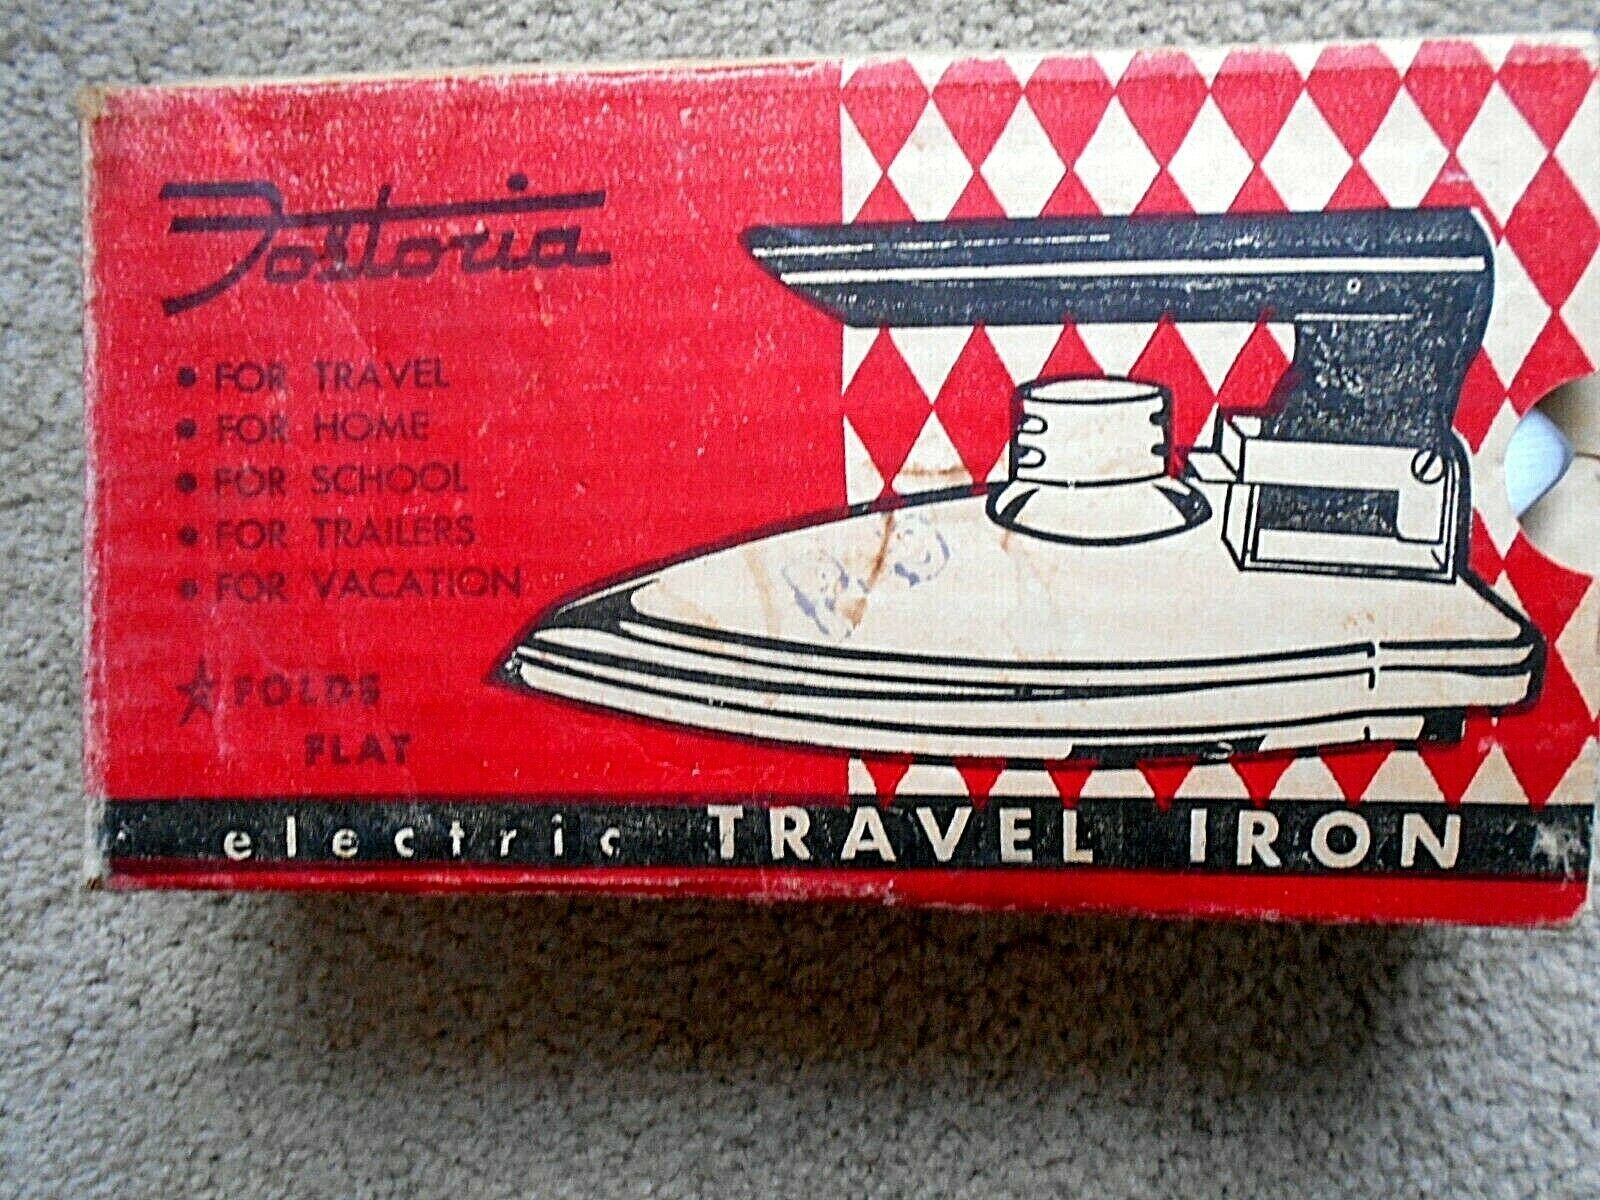 Fostoria
• FOR TRAVEL
• FOR HOME
• FOR SCHOOL
• FOR TRAILERS
• FOR VACATION
★ FOLDS
FLAT
electric TRAVEL IRON